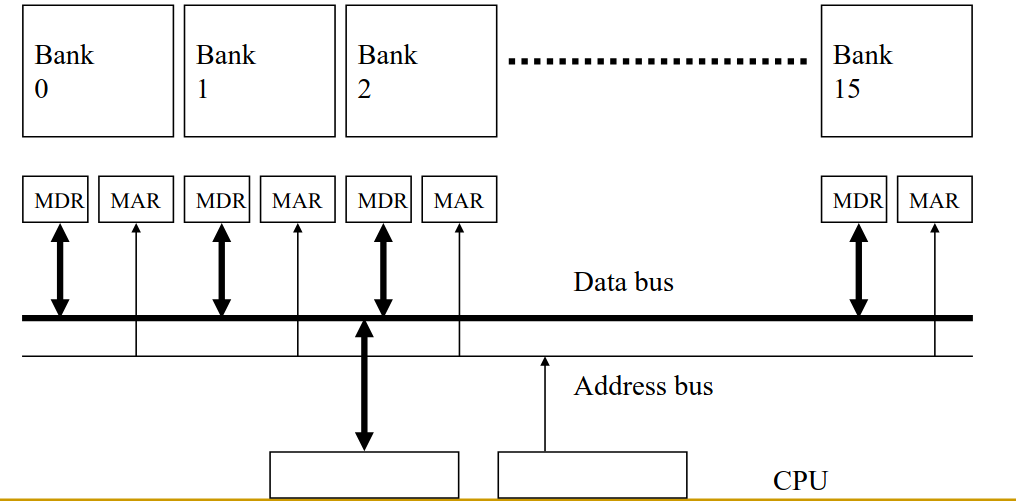 Bank
0
Bank
1
Bank
2
Bank
15
MDR MAR MDR MAR MDR MAR MDR MAR
Data bus
Address bus
CPU